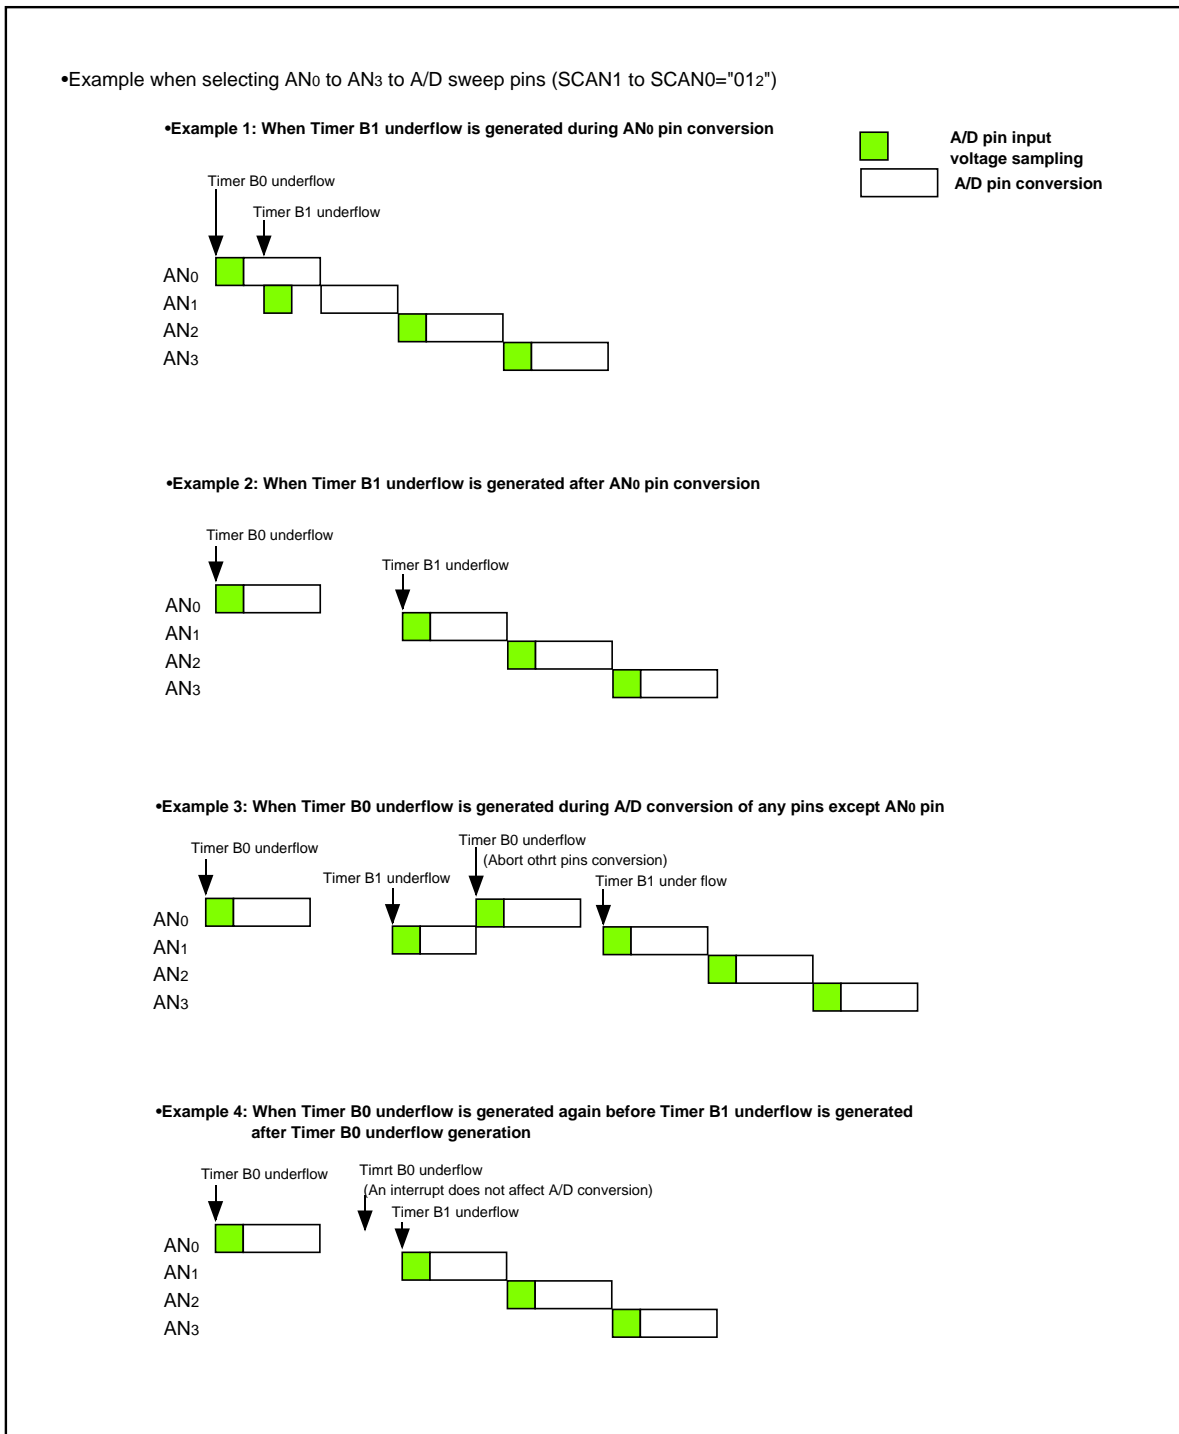 •Example when selecting AN0 to AN3 to A/D sweep pins (SCAN1 to SCAN0="012")
•Example 1: When Timer B1 underflow is generated during AN0 pin conversion
A/D pin input
voltage sampling
A/D pin conversion
Timer B0 underflow
Timer B1 underflow
AN0
AN1
AN2
AN3
•Example 2: When Timer B1 underflow is generated after AN0 pin conversion
Timer B0 underflow
Timer B1 underflow
AN0
AN1
AN2
AN3
•Example 3: When Timer B0 underflow is generated during A/D conversion of any pins except AN0 pin
Timer B0 underflow
Timer B0 underflow
(Abort othrt pins conversion)
Timer B1 underflow
Timer B1 under flow
AN0
AN1
AN2
AN3
•Example 4: When Timer B0 underflow is generated again before Timer B1 underflow is generated
after Timer B0 underflow generation
Timer B0 underflow
Timrt B0 underflow
(An interrupt does not affect A/D conversion)
Timer B1 underflow
AN0
AN1
AN2
AN3